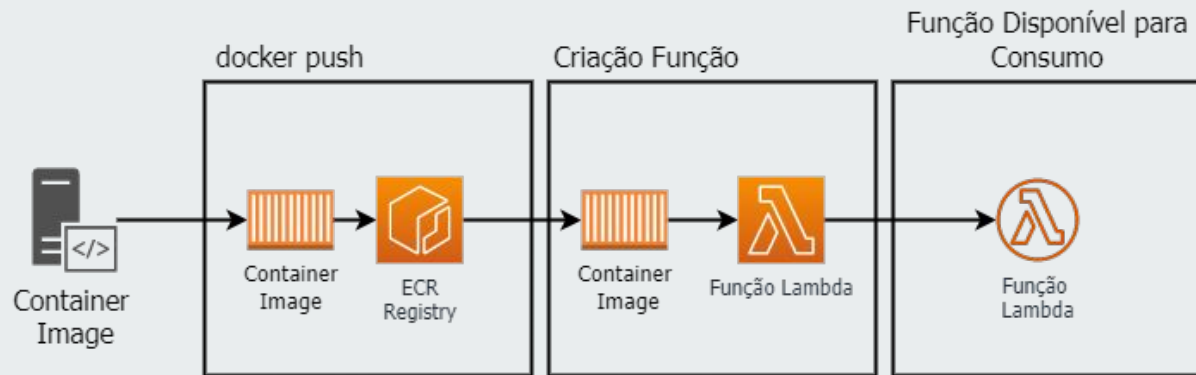 Função Disponível para
Consumo
docker push
Criação Função
</>
Container
Image
Container
Image
ECR
Registry
Container
Image
Função Lambda
Função
Lambda